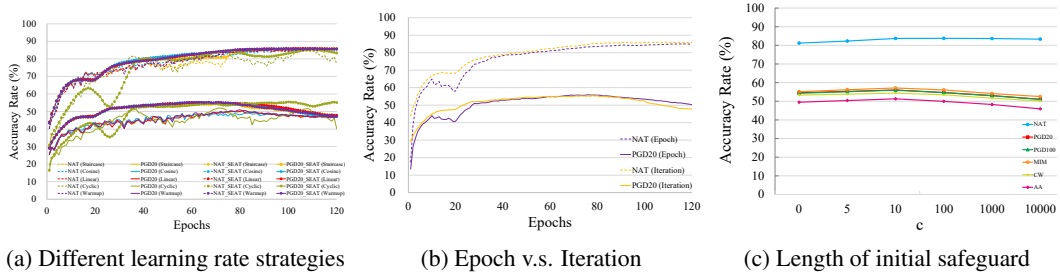 100
90
80
70
60
50
40
30
20
10
0
Accuracy Rate (%)
NAT (Staircase) PGD20 (Staircase) NAT_SEAT (Staircase) PGD20_SEAT (Staircasc)
NAT (Cosine) PGD20 (Cosine) NAT_SEAT (Cosine) PGD20_SEAT (Cosine)
NAT (Linear) PGD20 (Linear) NAT_SEAT (Linear) PGD20_SEAT (Linear)
NAT (Cyclic) PGD20 (Cyclic) NAT_SEAT (Cyclic) PGD20_SEAT (Cyclic)
NAT (Warmup) PGD20 (Warmup) NAT_SEAT (Warmup) PGD20_SEAT (Warmup)
0 20 40 60 80 100 120
Epochs
(a) Different learning rate strategies
100
90
80
70
60
50
40
30
20
10
0
Accuracy Rate (%)
NAT (Epoch)
PGD20 (Epoch)
NAT (Iteration)
PGD20 (Iteration)
0 20 40 60 80 100 120
Epochs
(b) Epoch v.s. Iteration
100
90
80
70
60
50
40
30
20
10
0
Accuracy Rate (%)
NAT
PGD20
PGD100
MIM
CW
AA
0 5 10 100 1000 10000
c
(c) Length of initial safeguard